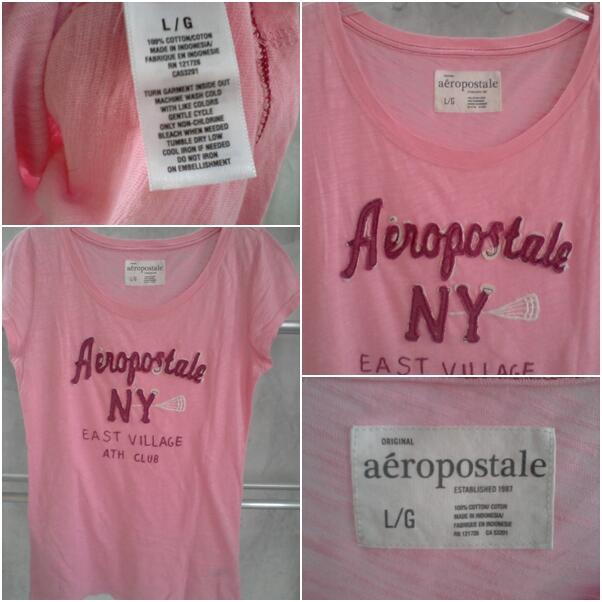 L/G
100% COTTON/COTON
MADE IN INDONESIA/
FABRIQUE EN INDONESIE
RN 121726
CA53291
TURN GARMENT INSIDE OUT
MACHINE WASH COLD
WITH LIKE COLORS
GENTLE CYCLE
ONLY NON-CHLORINE
BLEACH WHEN NEEDED
TUMBLE DRY LOW
COOL IRON IF NEEDED
DO NOT IRON
ON EMBELLISHMENT
aéropostale
L/G
Aéropostale
NY
EAST VILLAGE
aéropostale
L/G
Aéropostale
NY
EAST VILLAGE
ATH CLUB
ORIGINAL
aéropostale
ESTABLISHED 1987
L/G
100% COTTON/ COTON
MADE IN INDONESIA/
FABRIQUE EN INDONESIE
RN 121726 CA 53291